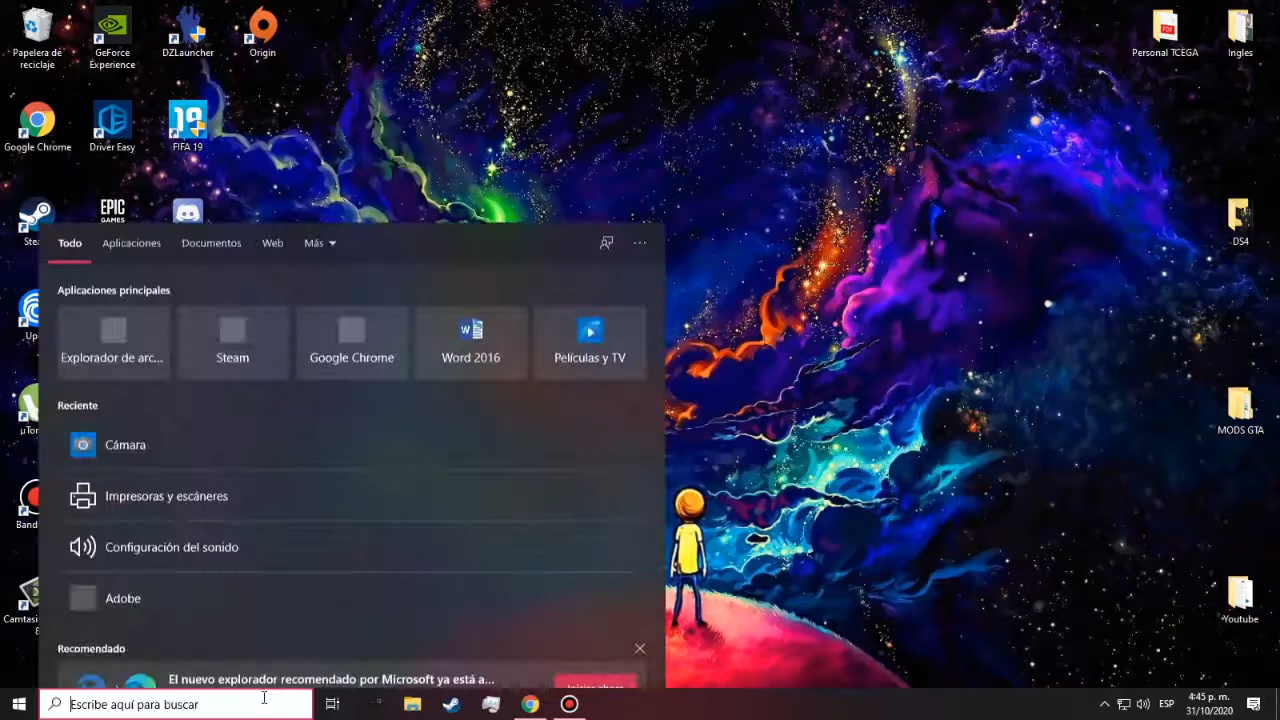 Papelera de
reciclaje
GeForce
Experience
DZLauncher
Origin
Personal TCEGA
Ingles
Google Chrome
Driver Easy
19
FIFA 19
EPIC
GAMES
DS4
MODS GTA
Youtube
Todo
Aplicaciones
Documentos
Web
Más
Aplicaciones principales
Explorador de arc...
Steam
Google Chrome
Word 2016
Películas y TV
Reciente
Cámara
Impresoras y escáneres
Configuración del sonido
Adobe
Recomendado
El nuevo explorador recomendado por Microsoft ya está a...
Escribe aquí para buscar
ESP
4:45 p. m.
31/10/2020